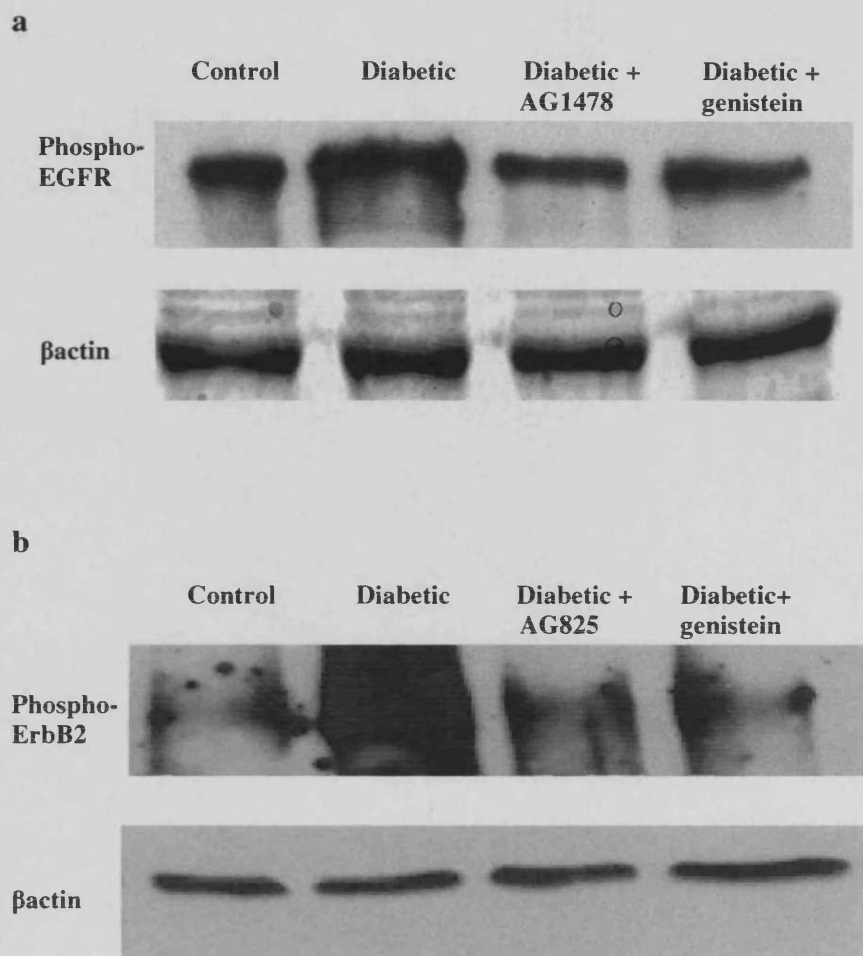 a
Control Diabetic Diabetic + Diabetic +
AG1478 genistein
Phospho-
EGFR
βactin
b
Control Diabetic Diabetic + Diabetic+
AG825 genistein
Phospho-
ErbB2
βactin